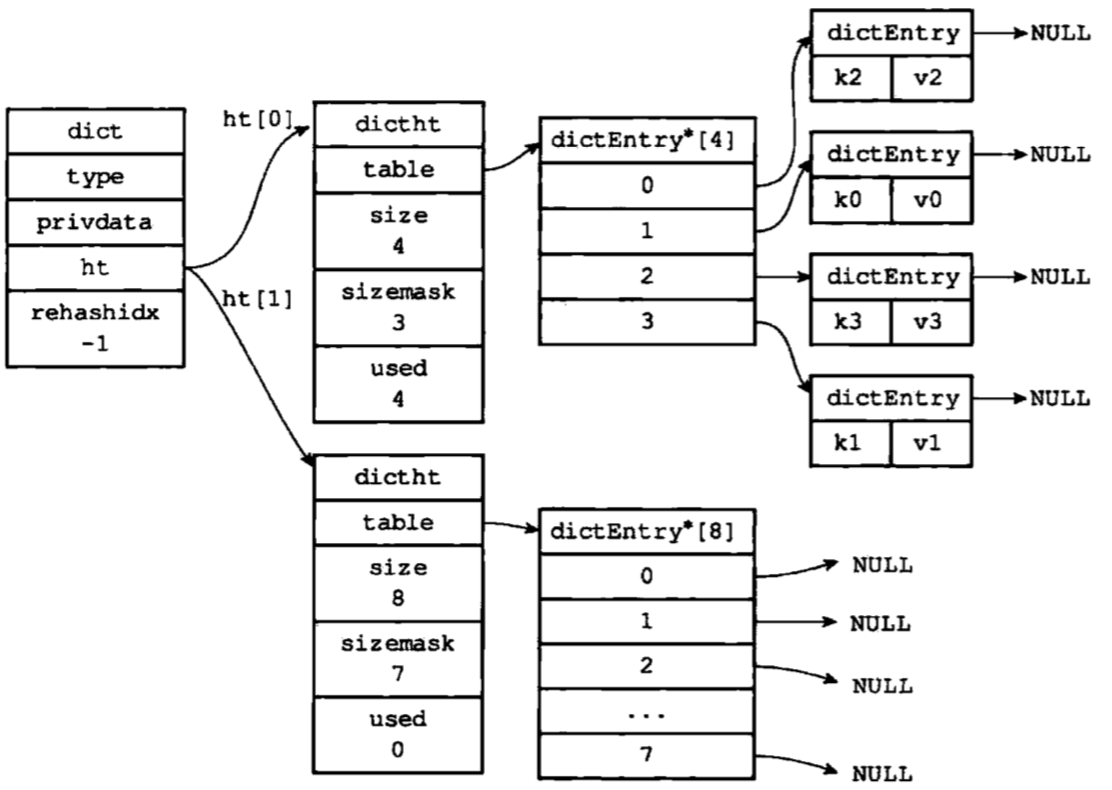 dict
type
privdata
ht
rehashidx
-1
ht[0]
ht[1]
dictht
table
size
4
sizemask
3
used
4
dictEntry*[4]
0
1
2
3
dictEntry
k2 v2
NULL
dictEntry
k0 v0
NULL
dictEntry
k3 v3
NULL
dictEntry
k1 v1
NULL
dictht
table
size
8
sizemask
7
used
0
dictEntry*[8]
0
1
2
...
7
NULL
NULL
NULL
NULL